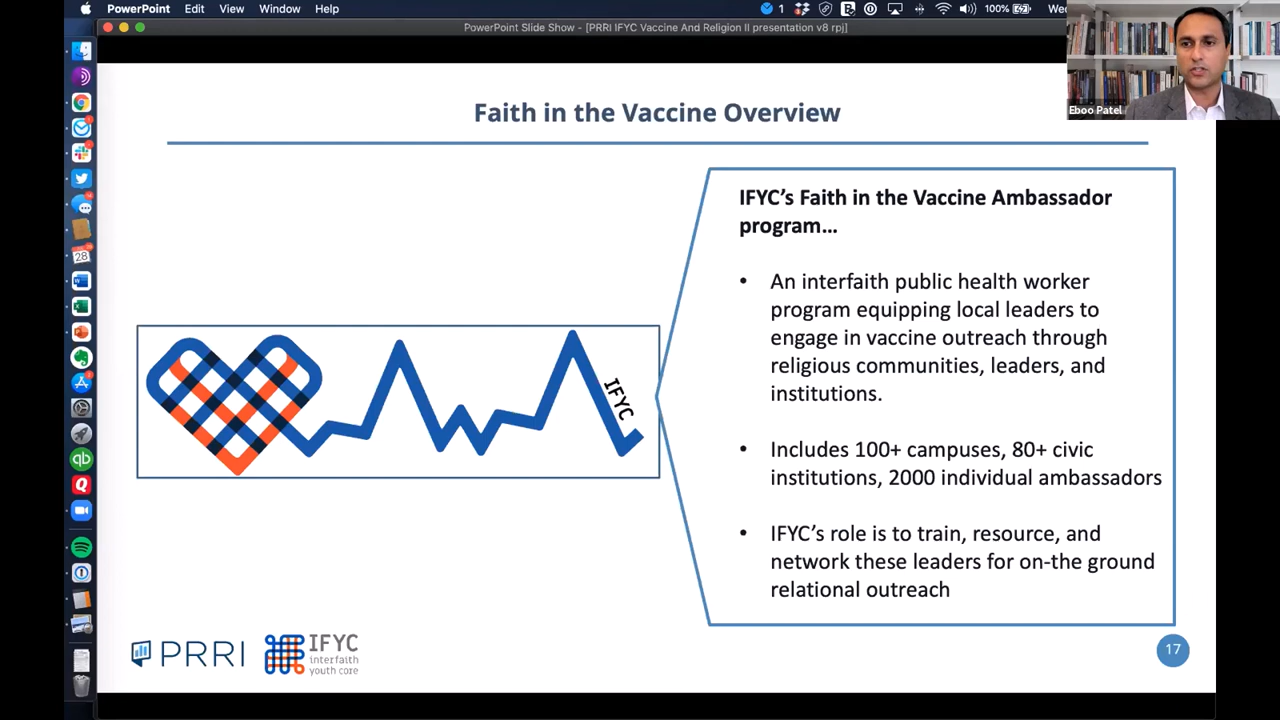 PowerPoint Edit View Window Help 1 100% Wed
PowerPoint Slide Show - [PRRI IFYC Vaccine And Religion II presentation v8 rpj]
Eboo Patel
Faith in the Vaccine Overview
IFYC’s Faith in the Vaccine Ambassador
program…
• An interfaith public health worker
program equipping local leaders to
engage in vaccine outreach through
religious communities, leaders, and
institutions.
• Includes 100+ campuses, 80+ civic
institutions, 2000 individual ambassadors
• IFYC’s role is to train, resource, and
network these leaders for on-the ground
relational outreach
IFYC
28
PRRI
IFYC
interfaith
youth core
17